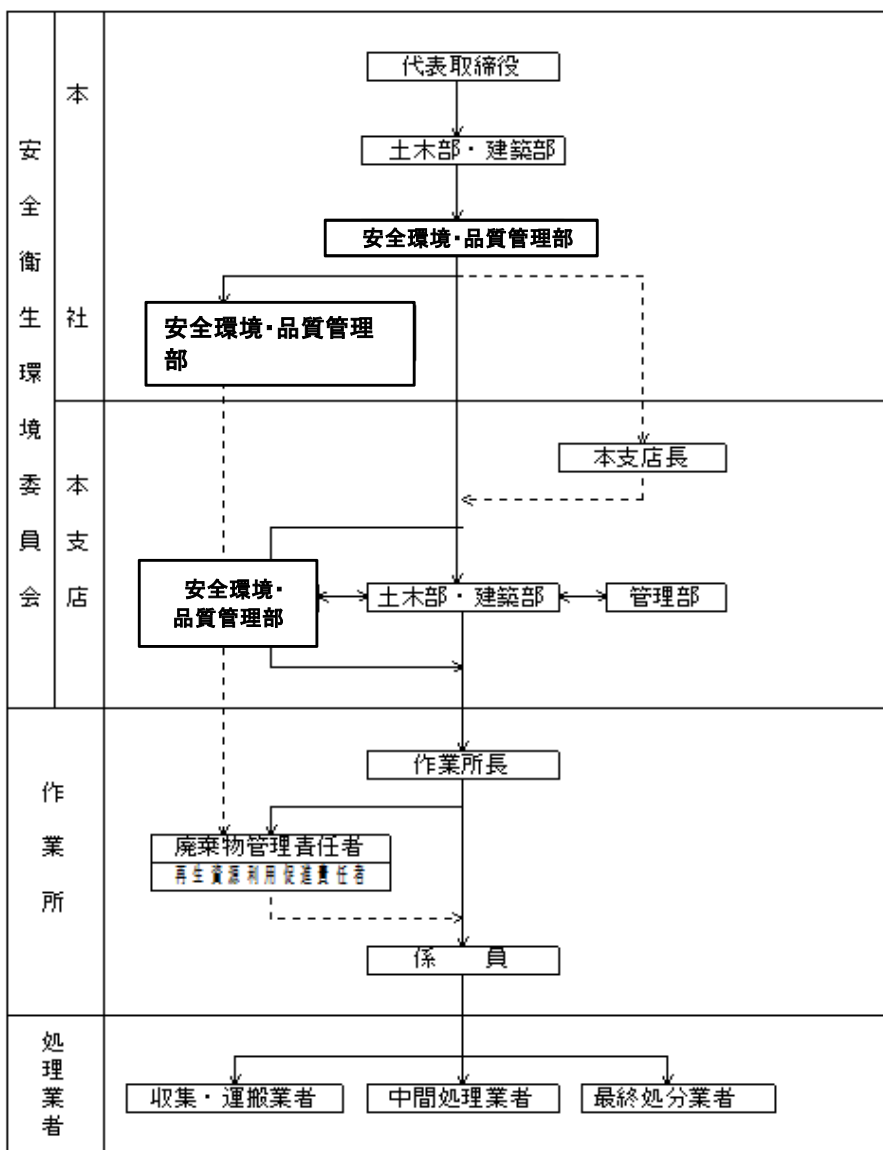 安全衛生環境委員会
本社
代表取締役
土木部・建築部
安全環境・品質管理部
安全環境・品質管理
部
本支店
本支店長
安全環境・
品質管理部
土木部・建築部
管理部
作業所
作業所長
廃棄物管理責任者
再生資源利用促進責任者
係　員
処理業者
収集・運搬業者
中間処理業者
最終処分業者